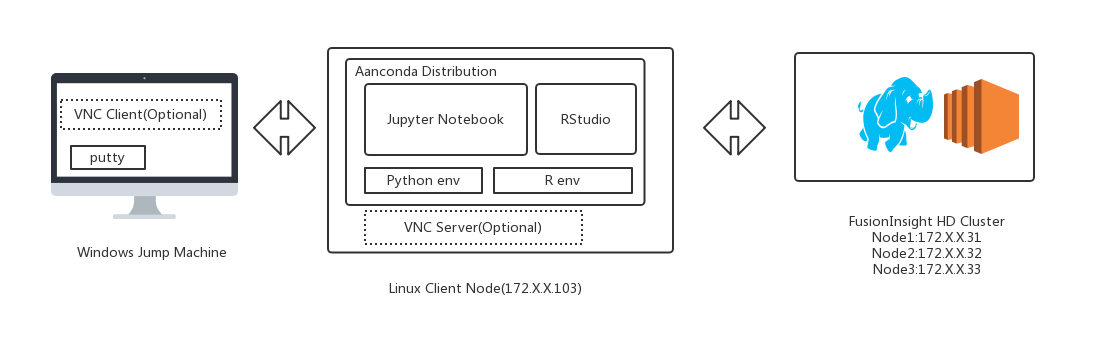 VNC Client(Optional)
putty
Windows Jump Machine
Aanconda Distribution
Jupyter Notebook
RStudio
Python env
R env
VNC Server(Optional)
Linux Client Node(172.X.X.103)
FusionInsight HD Cluster
Node1:172.X.X.31
Node2:172.X.X.32
Node3:172.X.X.33